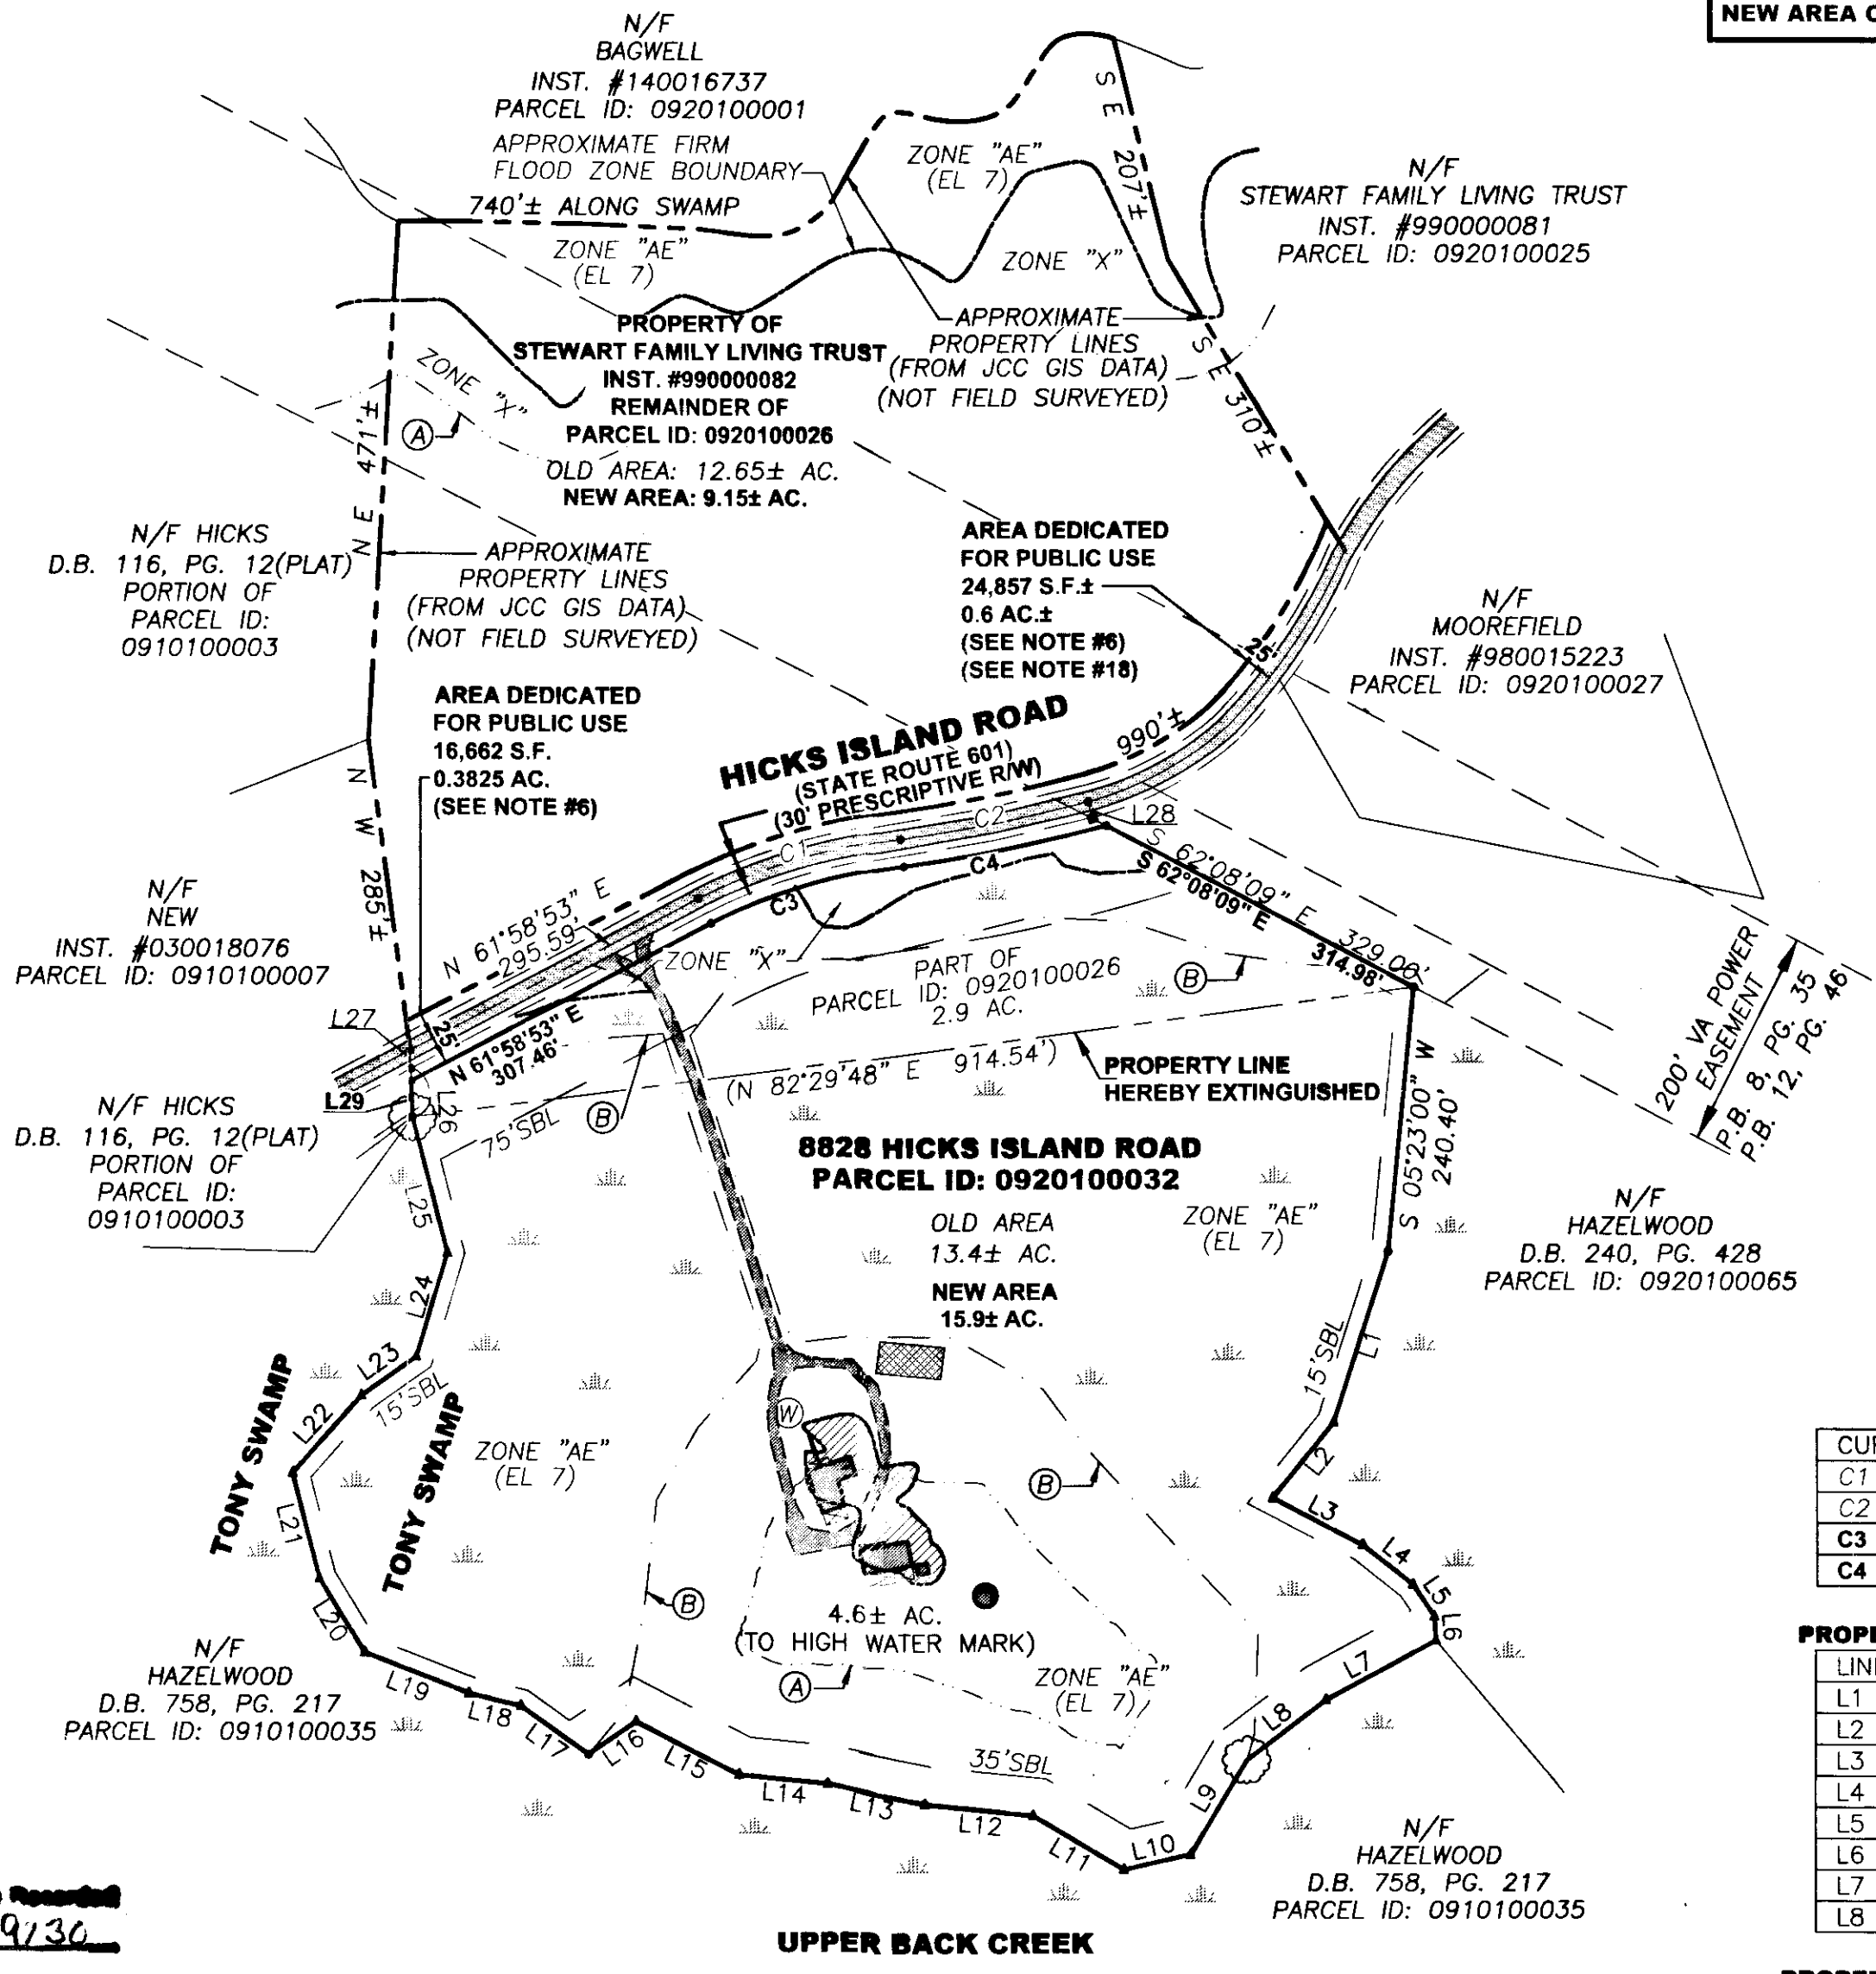 NEW AREA
N/F
BAGWELL
INST. #140016737
PARCEL ID: 0920100001
APPROXIMATE FIRM
FLOOD ZONE BOUNDARY
740'± ALONG SWAMP
ZONE "AE"
(EL 7)
ZONE "AE"
(EL 7)
S E 207'±
ZONE "X"
N/F
STEWART FAMILY LIVING TRUST
INST. #990000081
PARCEL ID: 0920100025
PROPERTY OF
STEWART FAMILY LIVING TRUST
INST. #990000082
REMAINDER OF
PARCEL ID: 0920100026
OLD AREA: 12.65± AC.
NEW AREA: 9.15± AC.
APPROXIMATE
PROPERTY LINES
(FROM JCC GIS DATA)
(NOT FIELD SURVEYED)
S E 310'±
ZONE "X"
A
N E 471'±
N/F HICKS
D.B. 116, PG. 12(PLAT)
PORTION OF
PARCEL ID:
0910100003
APPROXIMATE
PROPERTY LINES
(FROM JCC GIS DATA)
(NOT FIELD SURVEYED)
AREA DEDICATED
FOR PUBLIC USE
24,857 S.F.±
0.6 AC.±
(SEE NOTE #6)
(SEE NOTE #18)
25'
N/F
MOOREFIELD
INST. #980015223
PARCEL ID: 0920100027
AREA DEDICATED
FOR PUBLIC USE
16,662 S.F.
0.3825 AC.
(SEE NOTE #6)
HICKS ISLAND ROAD
(STATE ROUTE 601)
(30' PRESCRIPTIVE R/W)
990'±
N W 285'±
C1
C2
L28
C3
C4
N/F
NEW
INST. #030018076
PARCEL ID: 0910100007
N 61°58'53" E
295.59'
S 62°08'09" E 329.00'
S 62°08'09" E
314.98'
ZONE "X"
PART OF
PARCEL ID: 0920100026
2.9 AC.
B
200' VA POWER
EASEMENT
P.B. 8, PG. 35
P.B. 12, PG. 46
L27
25'
N 61°58'53" E
307.46'
L29
L26
75'SBL
B
(N 82°29'48" E 914.54')
PROPERTY LINE
HEREBY EXTINGUISHED
S 05°23'00" W
240.40'
N/F HICKS
D.B. 116, PG. 12(PLAT)
PORTION OF
PARCEL ID:
0910100003
8828 HICKS ISLAND ROAD
PARCEL ID: 0920100032
OLD AREA
13.4± AC.
NEW AREA
15.9± AC.
ZONE "AE"
(EL 7)
N/F
HAZELWOOD
D.B. 240, PG. 428
PARCEL ID: 0920100065
L25
L24
L23
15'SBL
L22
L21
L20
TONY SWAMP
TONY SWAMP
ZONE "AE"
(EL 7)
W
B
15'SBL
L1
L2
L3
L4
L5
L6
L7
L8
L9
B
4.6± AC.
(TO HIGH WATER MARK)
A
ZONE "AE"
(EL 7)
N/F
HAZELWOOD
D.B. 758, PG. 217
PARCEL ID: 0910100035
L19
L18
L17
L16
L15
L14
L13
L12
L11
L10
35'SBL
N/F
HAZELWOOD
D.B. 758, PG. 217
PARCEL ID: 0910100035
UPPER BACK CREEK
C1
C2
C3
C4
L1
L2
L3
L4
L5
L6
L7
L8
Recorded
9/30